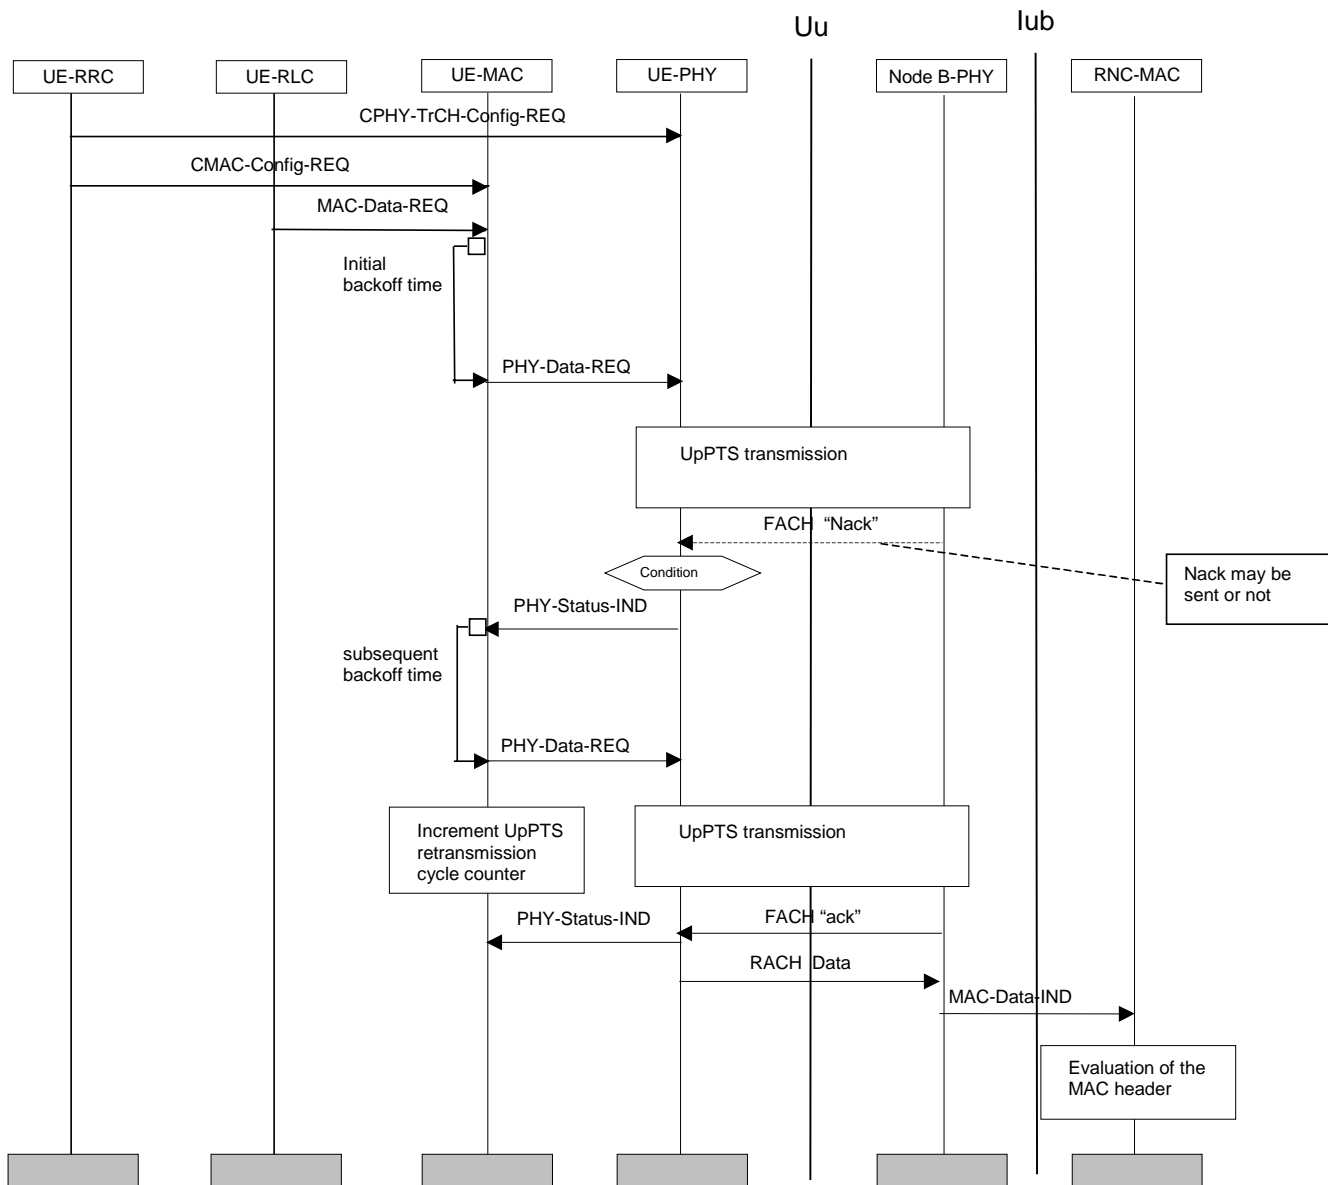 Uu
Iub
UE-RRC
UE-RLC
UE-MAC
UE-PHY
Node B-PHY
RNC-MAC
CPHY-TrCH-Config-REQ
CMAC-Config-REQ
MAC-Data-REQ
Initial
backoff time
PHY-Data-REQ
UpPTS transmission
FACH “Nack”
Condition
Nack may be
sent or not
PHY-Status-IND
subsequent
backoff time
PHY-Data-REQ
Increment UpPTS
retransmission
cycle counter
UpPTS transmission
PHY-Status-IND
FACH “ack”
RACH Data
MAC-Data-IND
Evaluation of the
MAC header